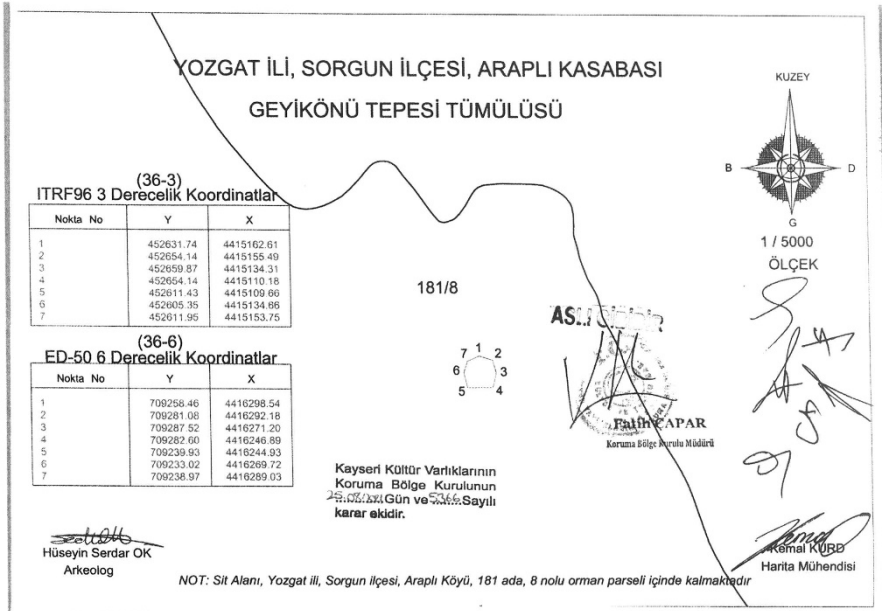 YOZGAT İLİ, SORGUN İLÇESİ, ARAPLI KASABASI
GEYİKÖNÜ TEPESİ TÜMÜLÜSÜ
KUZEY
B
D
G
1 / 5000
ÖLÇEK
(36-3)
ITRF96 3 Derecelik Koordinatlar
Nokta No Y X
1 452631.74 4415162.61
2 452654.14 4415155.49
3 452659.87 4415134.31
4 452654.14 4415110.18
5 452611.43 4415109.66
6 452605.35 4415134.66
7 452611.95 4415153.75
(36-6)
ED-50 6 Derecelik Koordinatlar
Nokta No Y X
1 709258.46 4416298.54
2 709281.08 4416292.18
3 709287.52 4416271.20
4 709282.60 4416246.89
5 709239.93 4416244.93
6 709233.02 4416269.72
7 709238.97 4416289.03
181/8
7 1 2
6 3
5 4
ASLI GİBİDİR
Fatih ÇAPAR
Koruma Bölge Kurulu Müdürü
Kayseri Kültür Varlıklarının
Koruma Bölge Kurulunun
25.08.2021 Gün ve 5366 Sayılı
karar ekidir.
Hüseyin Serdar OK
Arkeolog
Kemal KURD
Harita Mühendisi
NOT: Sit Alanı, Yozgat ili, Sorgun ilçesi, Araplı Köyü, 181 ada, 8 nolu orman parseli içinde kalmaktadır